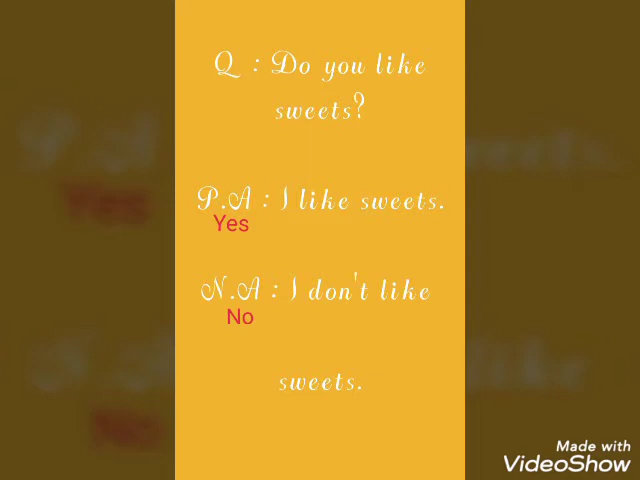 Q : Do you like
sweets?
P.A : I like sweets.
Yes
N.A : I don't like
No
sweets.
Made with
VideoShow